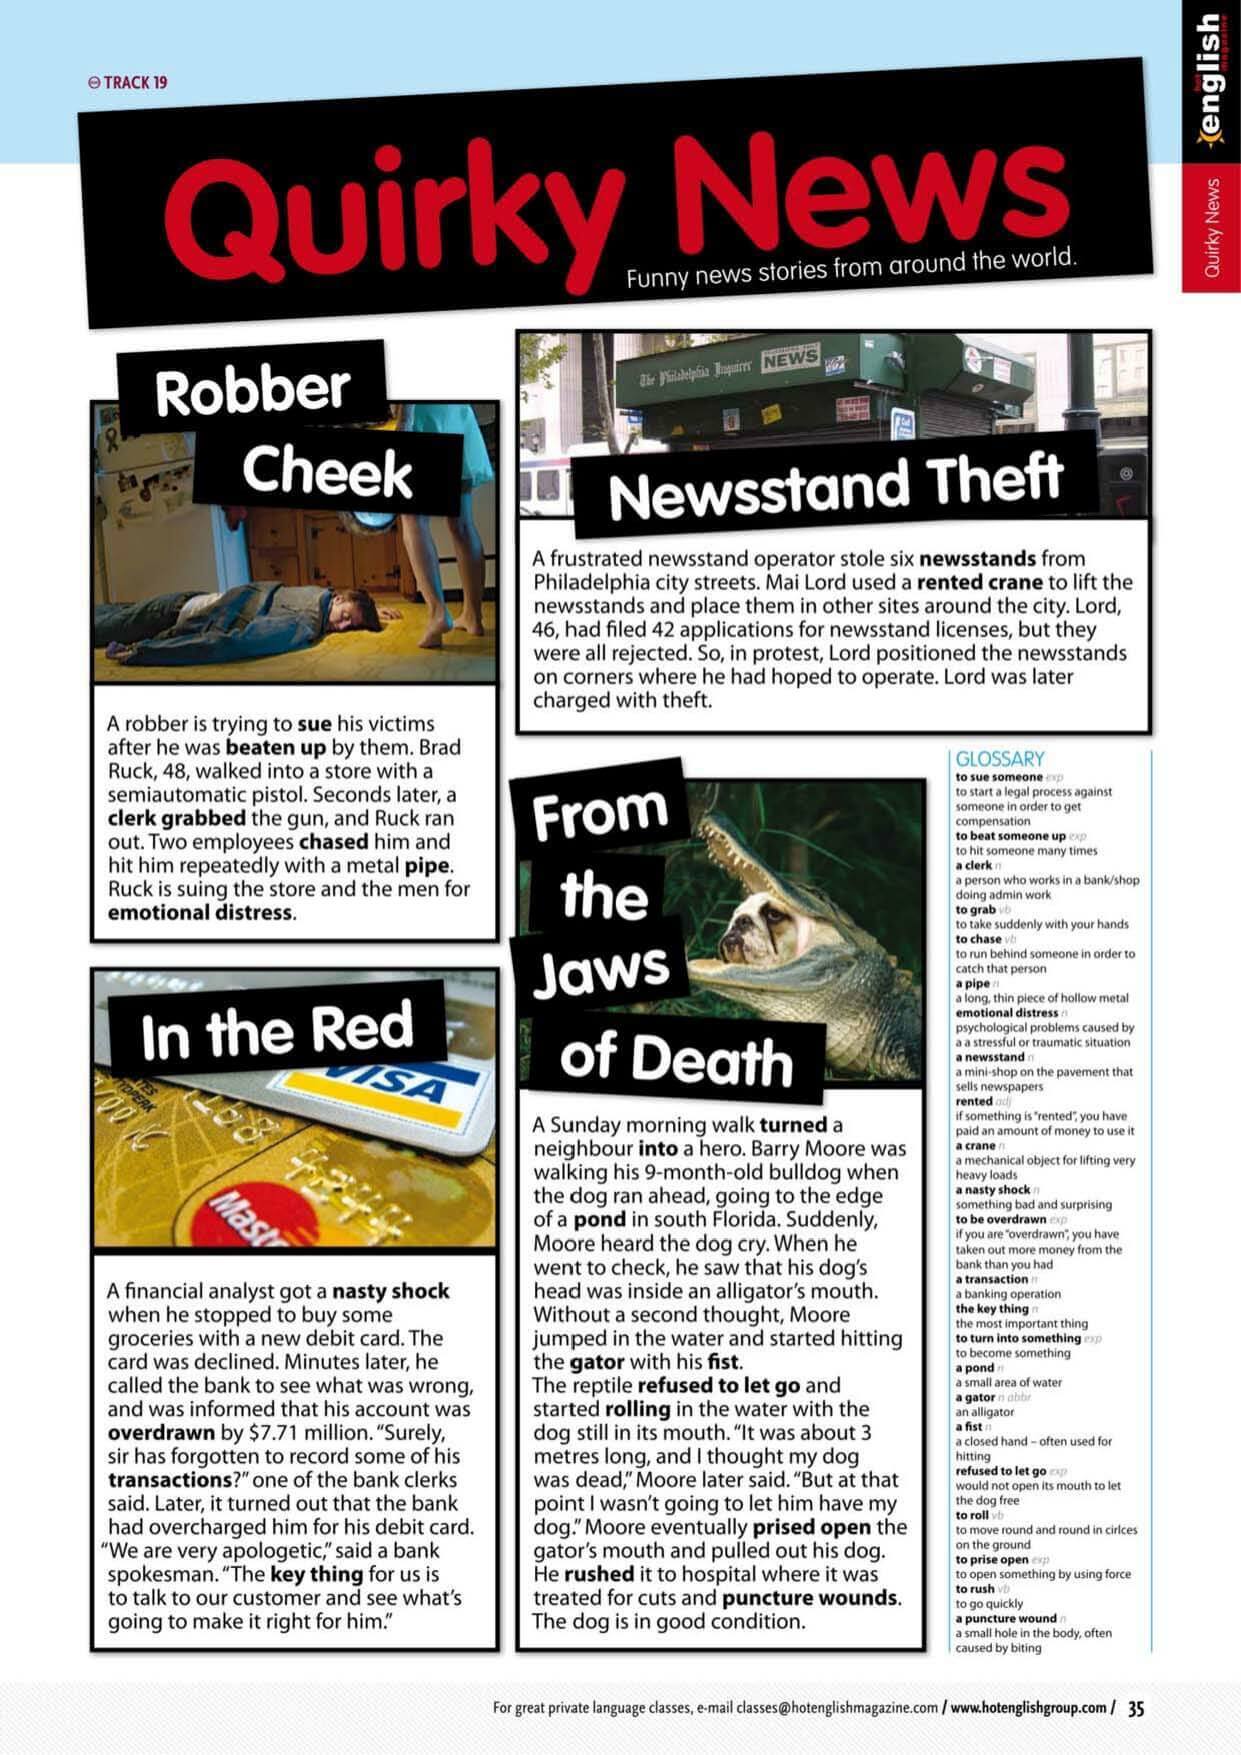 TRACK 19
hot
english
magazine
Quirky News
Quirky News
Funny news stories from around the world.
Robber
Cheek
A robber is trying to sue his victims
after he was beaten up by them. Brad
Ruck, 48, walked into a store with a
semiautomatic pistol. Seconds later, a
clerk grabbed the gun, and Ruck ran
out. Two employees chased him and
hit him repeatedly with a metal pipe.
Ruck is suing the store and the men for
emotional distress.
The Philadelphia Inquirer
NEWS
Newsstand Theft
A frustrated newsstand operator stole six newsstands from
Philadelphia city streets. Mai Lord used a rented crane to lift the
newsstands and place them in other sites around the city. Lord,
46, had filed 42 applications for newsstand licenses, but they
were all rejected. So, in protest, Lord positioned the newsstands
on corners where he had hoped to operate. Lord was later
charged with theft.
In the Red
VISA
A financial analyst got a nasty shock
when he stopped to buy some
groceries with a new debit card. The
card was declined. Minutes later, he
called the bank to see what was wrong,
and was informed that his account was
overdrawn by $7.71 million. “Surely,
sir has forgotten to record some of his
transactions?” one of the bank clerks
said. Later, it turned out that the bank
had overcharged him for his debit card.
“We are very apologetic,” said a bank
spokesman. “The key thing for us is
to talk to our customer and see what’s
going to make it right for him.”
From
the
Jaws
of Death
A Sunday morning walk turned a
neighbour into a hero. Barry Moore was
walking his 9-month-old bulldog when
the dog ran ahead, going to the edge
of a pond in south Florida. Suddenly,
Moore heard the dog cry. When he
went to check, he saw that his dog’s
head was inside an alligator’s mouth.
Without a second thought, Moore
jumped in the water and started hitting
the gator with his fist.
The reptile refused to let go and
started rolling in the water with the
dog still in its mouth. “It was about 3
metres long, and I thought my dog
was dead,” Moore later said. “But at that
point I wasn’t going to let him have my
dog.” Moore eventually prised open the
gator’s mouth and pulled out his dog.
He rushed it to hospital where it was
treated for cuts and puncture wounds.
The dog is in good condition.
GLOSSARY
to sue someone exp
to start a legal process against
someone in order to get
compensation
to beat someone up exp
to hit someone many times
a clerk n
a person who works in a bank/shop
doing admin work
to grab vb
to take suddenly with your hands
to chase vb
to run behind someone in order to
catch that person
a pipe n
a long, thin piece of hollow metal
emotional distress n
psychological problems caused by
a a stressful or traumatic situation
a newsstand n
a mini-shop on the pavement that
sells newspapers
rented adj
if something is “rented”, you have
paid an amount of money to use it
a crane n
a mechanical object for lifting very
heavy loads
a nasty shock n
something bad and surprising
to be overdrawn exp
if you are “overdrawn”, you have
taken out more money from the
bank than you had
a transaction n
a banking operation
the key thing n
the most important thing
to turn into something exp
to become something
a pond n
a small area of water
a gator n abbr
an alligator
a fist n
a closed hand – often used for
hitting
refused to let go exp
would not open its mouth to let
the dog free
to roll vb
to move round and round in cirlces
on the ground
to prise open exp
to open something by using force
to rush vb
to go quickly
a puncture wound n
a small hole in the body, often
caused by biting
For great private language classes, e-mail classes@hotenglishmagazine.com / www.hotenglishgroup.com / 35